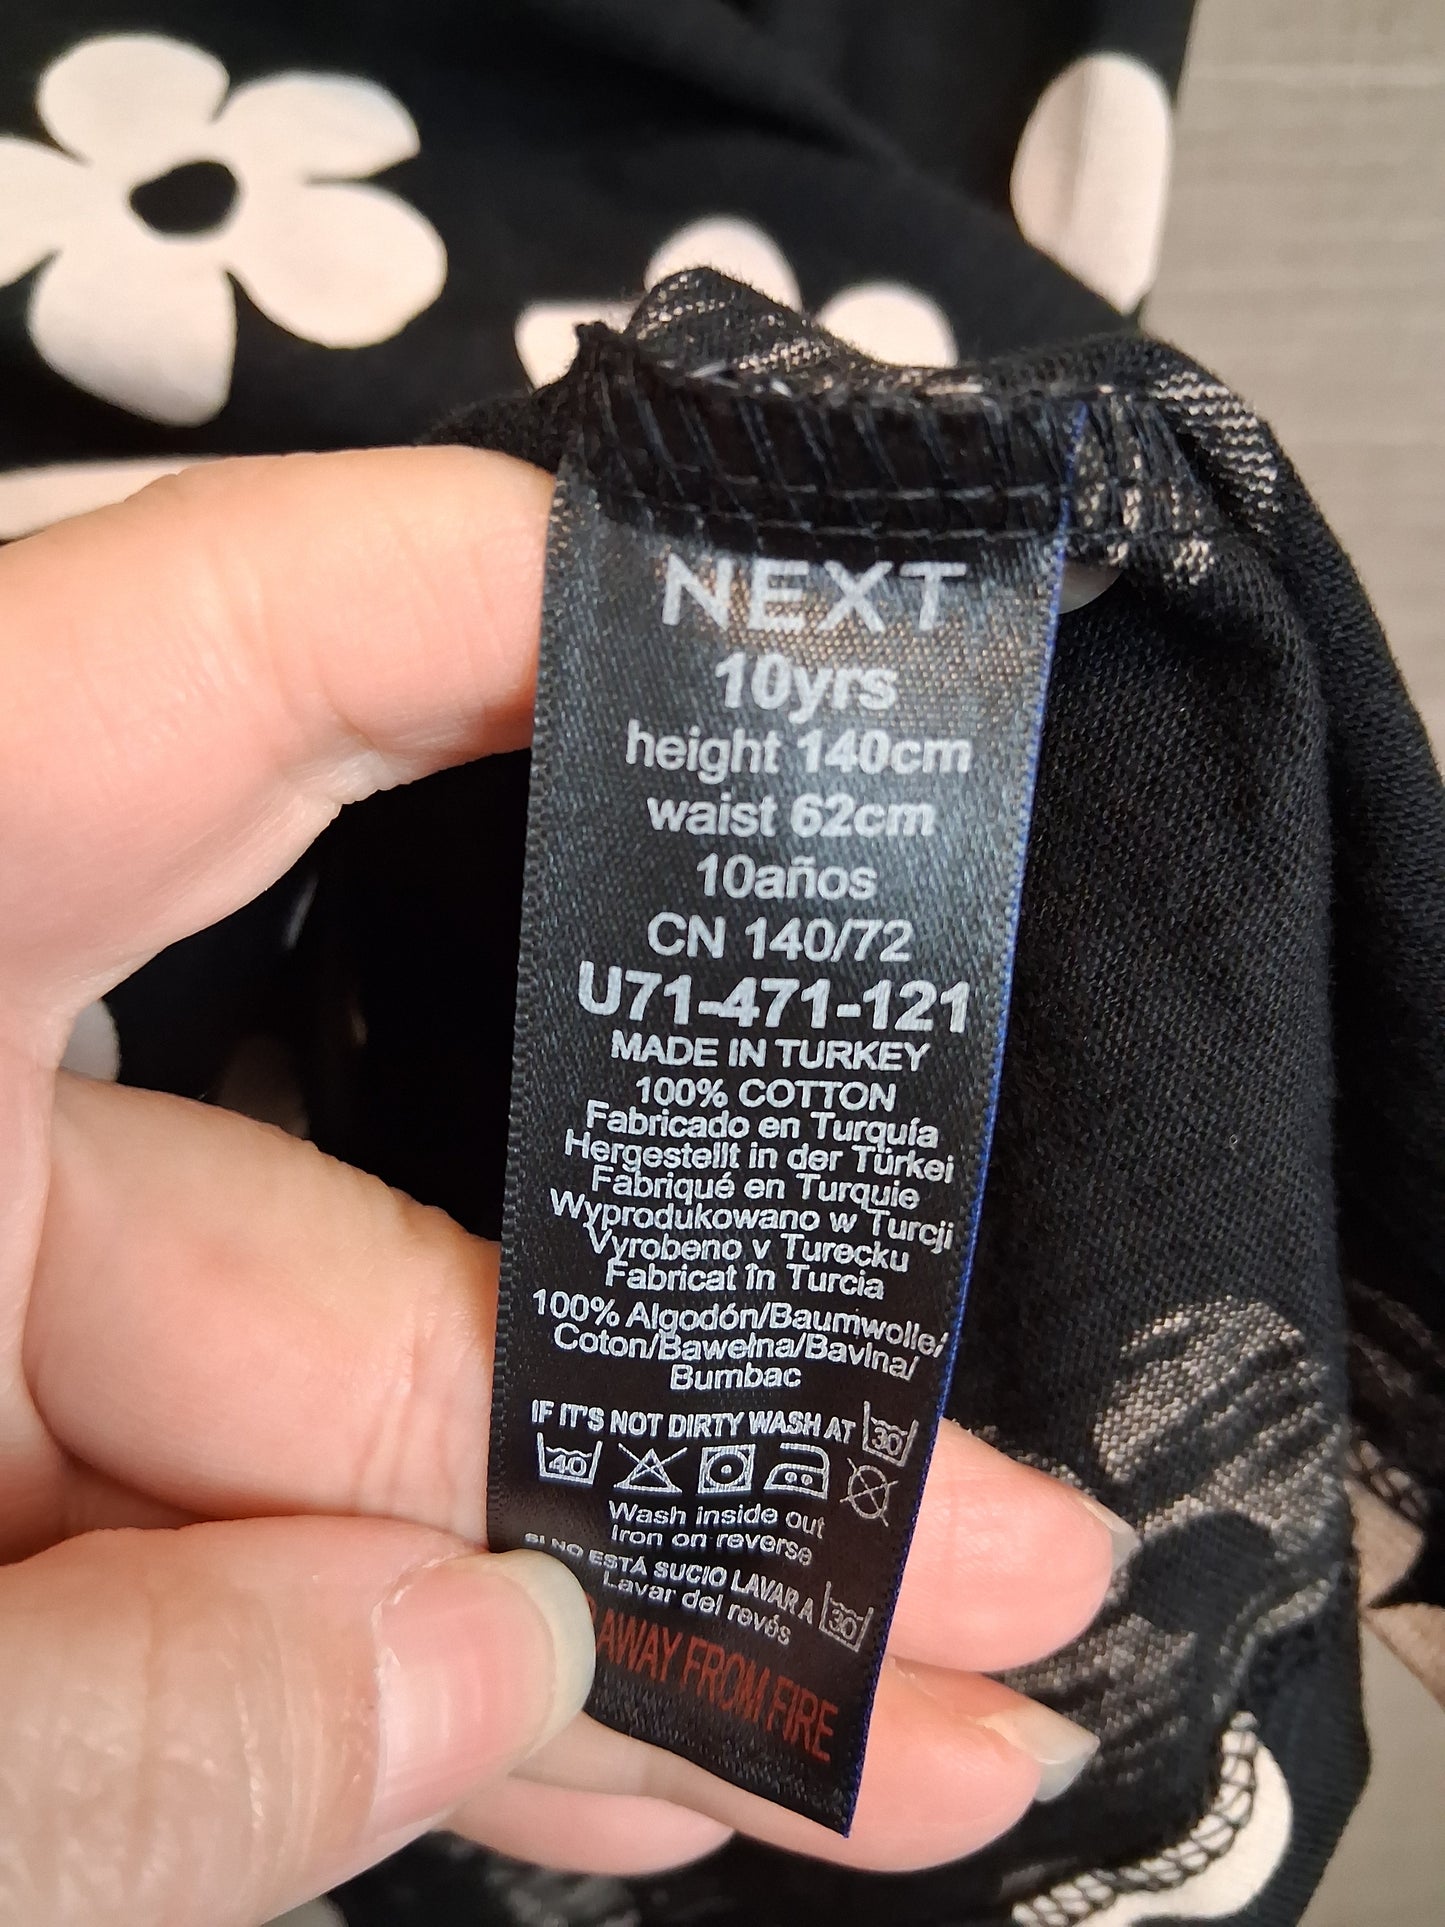 NEXT
10yrs
height 140cm
waist 62cm
10años
CN 140/72
U71-471-121
MADE IN TURKEY
100% COTTON
Fabricado en Turquía
Hergestellt in der Türkei
Fabriqué en Turquie
Wyprodukowano w Turcji
Vyrobeno v Turecku
Fabricat în Turcia
100% Algodón/Baumwolle/
Coton/Bawełna/Bavlna/
Bumbac
IF IT'S NOT DIRTY WASH AT 30
40
Wash inside out
Iron on reverse
SI NO ESTÁ SUCIO LAVAR A 30
Lavar del revés
AWAY FROM FIRE